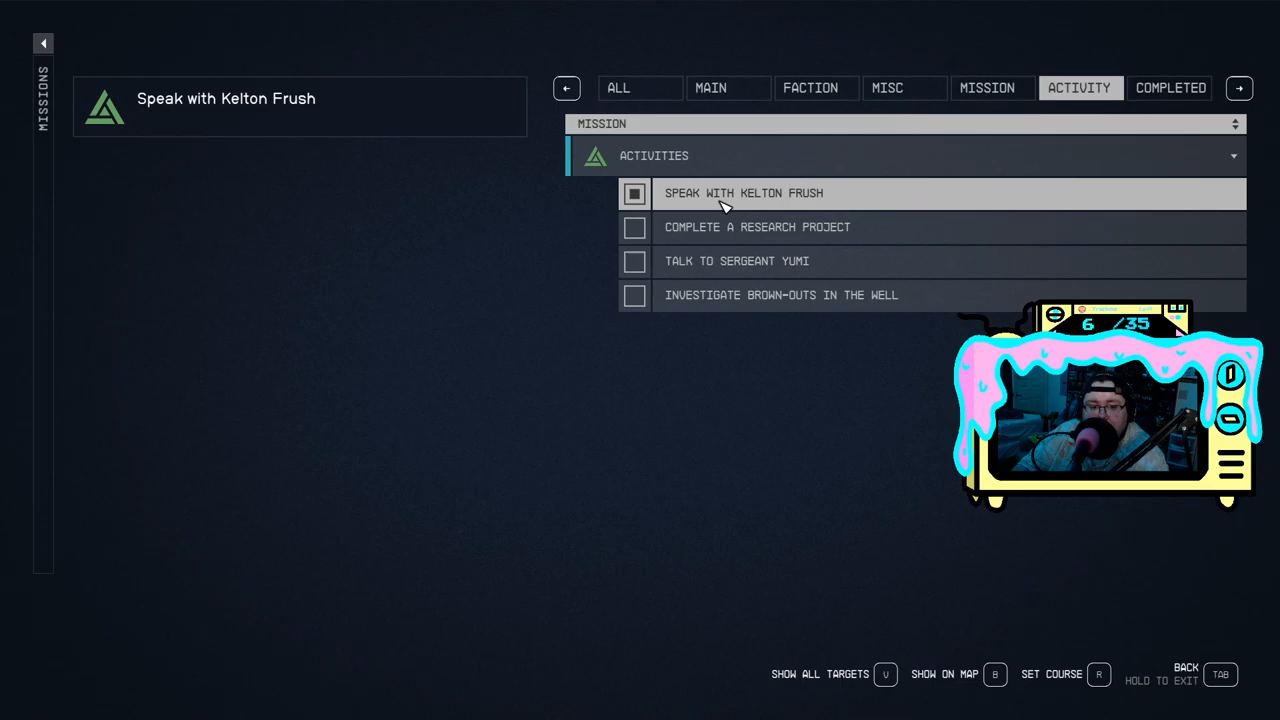 MISSIONS
Speak with Kelton Frush
ALL
MAIN
FACTION
MISC
MISSION
ACTIVITY
COMPLETED
MISSION
ACTIVITIES
SPEAK WITH KELTON FRUSH
COMPLETE A RESEARCH PROJECT
TALK TO SERGEANT YUMI
INVESTIGATE BROWN-OUTS IN THE WELL
6 /35
SHOW ALL TARGETS V
SHOW ON MAP B
SET COURSE R
BACK
HOLD TO EXIT
TAB